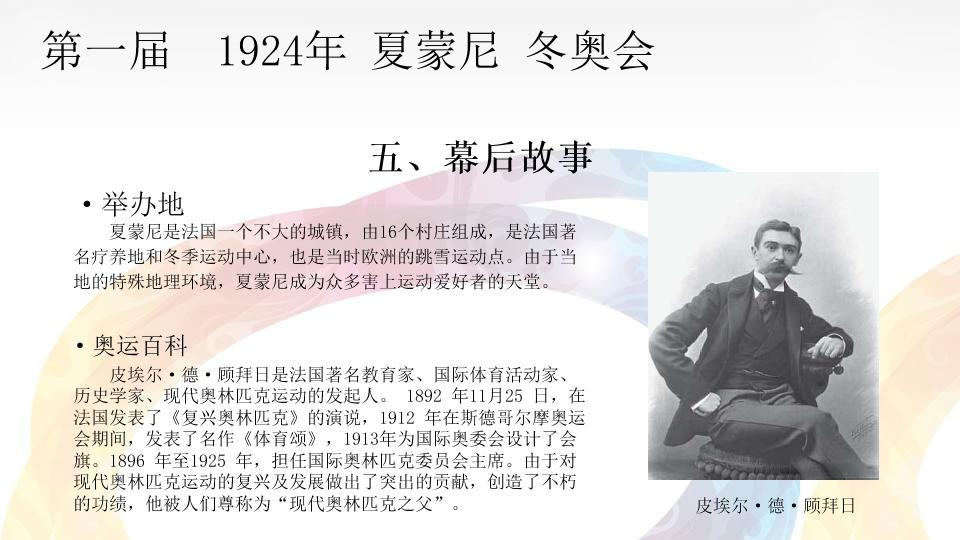 第一届  1924年 夏蒙尼 冬奥会
五、幕后故事
•举办地
夏蒙尼是法国一个不大的城镇，由16个村庄组成，是法国著
名疗养地和冬季运动中心，也是当时欧洲的跳雪运动点。由于当
地的特殊地理环境，夏蒙尼成为众多害上运动爱好者的天堂。
•奥运百科
皮埃尔·德·顾拜日是法国著名教育家、国际体育活动家、
历史学家、现代奥林匹克运动的发起人。 1892 年11月25 日，在
法国发表了《复兴奥林匹克》的演说，1912 年在斯德哥尔摩奥运
会期间，发表了名作《体育颂》，1913年为国际奥委会设计了会
旗。1896 年至1925 年，担任国际奥林匹克委员会主席。由于对
现代奥林匹克运动的复兴及发展做出了突出的贡献，创造了不朽
的功绩，他被人们尊称为“现代奥林匹克之父”。
皮埃尔·德·顾拜日